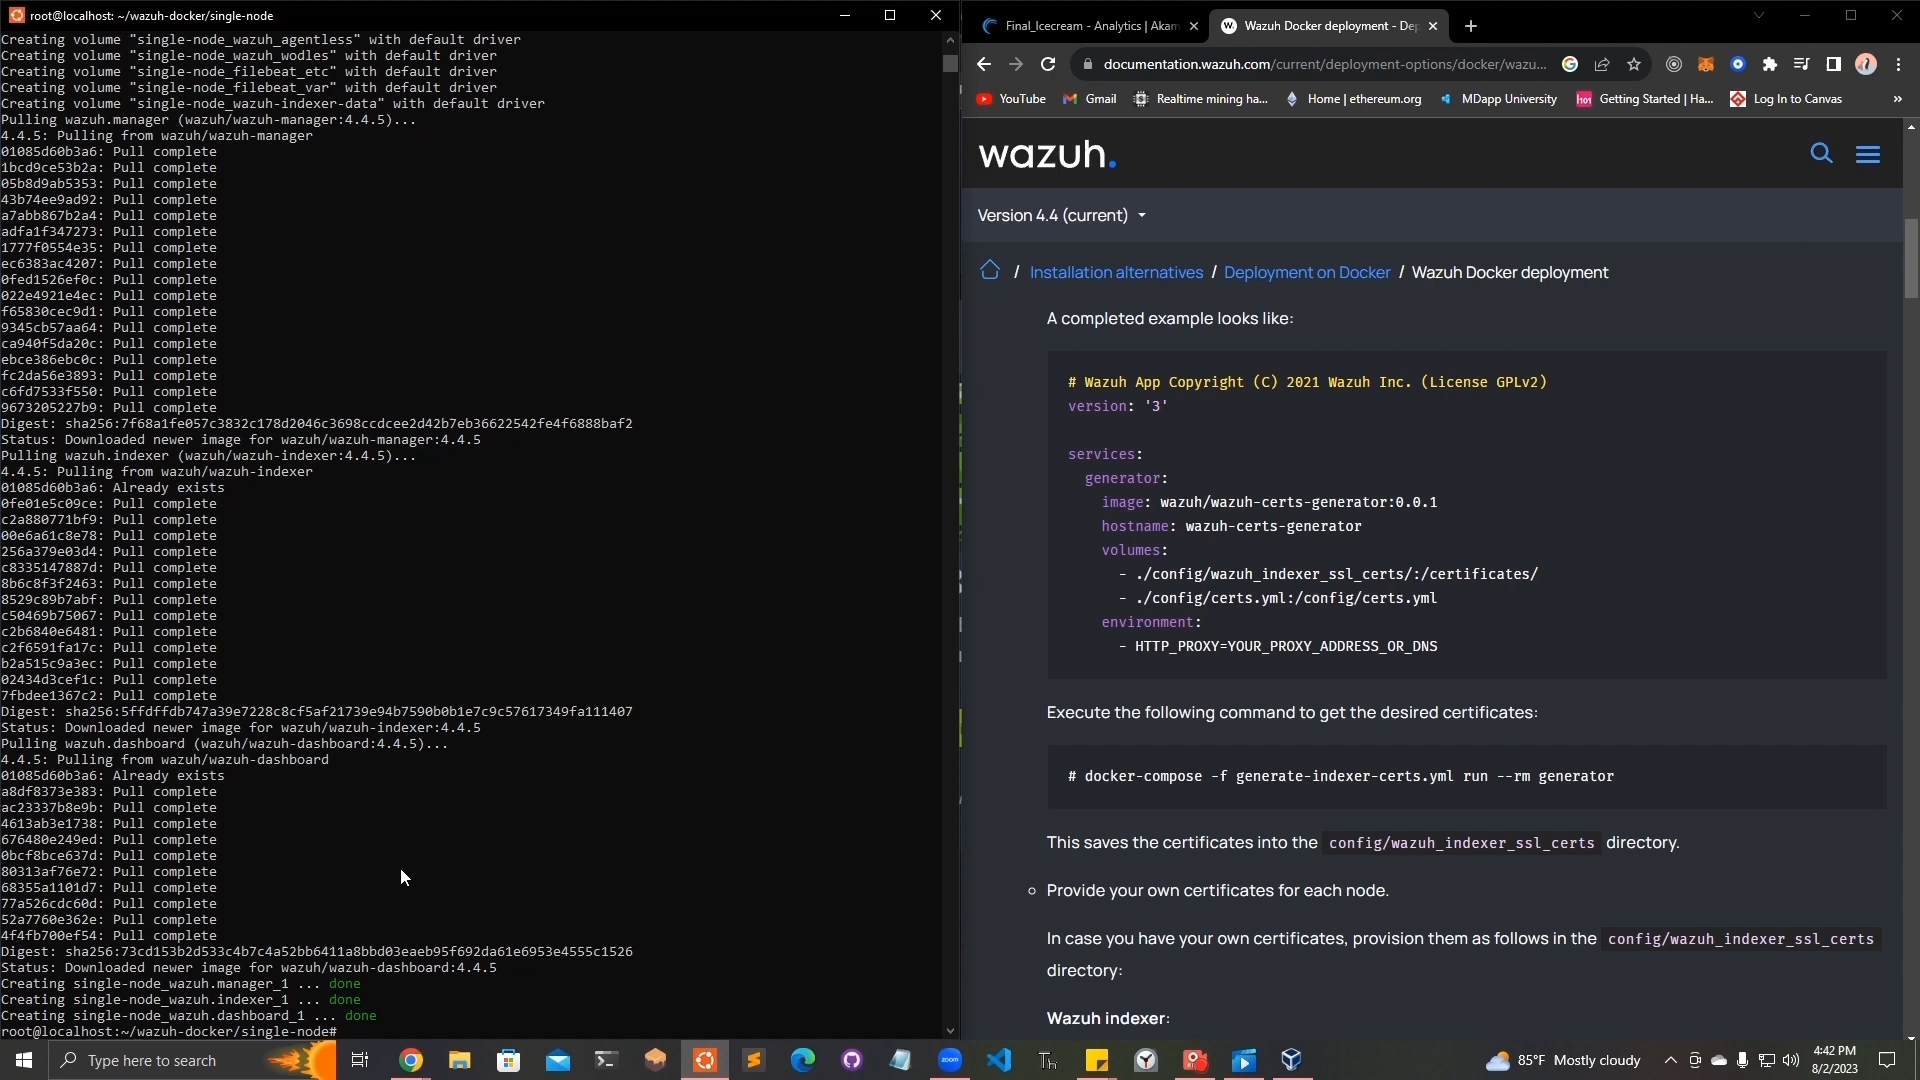 root@localhost: ~/wazuh-docker/single-node
Creating volume "single-node_wazuh_agentless" with default driver
Creating volume "single-node_wazuh_wodles" with default driver
Creating volume "single-node_filebeat_etc" with default driver
Creating volume "single-node_filebeat_var" with default driver
Creating volume "single-node_wazuh-indexer-data" with default driver
Pulling wazuh.manager (wazuh/wazuh-manager:4.4.5)...
4.4.5: Pulling from wazuh/wazuh-manager
01085d60b3a6: Pull complete
1bcd9ce53b2a: Pull complete
05b8d9ab5353: Pull complete
43b74ee9ad92: Pull complete
a7abb867b2a4: Pull complete
adfa1f347273: Pull complete
1777f0554e35: Pull complete
ec6383ac4207: Pull complete
0fed1526ef0c: Pull complete
022e4921e4ec: Pull complete
f65830cec9d1: Pull complete
9345cb57aa64: Pull complete
ca940f5da20c: Pull complete
ebce386ebc0c: Pull complete
fc2da56e3893: Pull complete
c6fd7533f550: Pull complete
9673205227b9: Pull complete
Digest: sha256:7f68a1fe057c3832c178d2046c3698ccdcee2d42b7eb36622542fe4f6888baf2
Status: Downloaded newer image for wazuh/wazuh-manager:4.4.5
Pulling wazuh.indexer (wazuh/wazuh-indexer:4.4.5)...
4.4.5: Pulling from wazuh/wazuh-indexer
01085d60b3a6: Already exists
0fe01e5c09ce: Pull complete
c2a880771bf9: Pull complete
00e6a61c8e78: Pull complete
256a379e03d4: Pull complete
c8335147887d: Pull complete
8b6c8f3f2463: Pull complete
8529c89b7abf: Pull complete
c50469b75067: Pull complete
c2b6840e6481: Pull complete
c2f6591fa17c: Pull complete
b2a515c9a3ec: Pull complete
02434d3cef1c: Pull complete
7fbdee1367c2: Pull complete
Digest: sha256:5ffdffdb747a39e7228c8cf5af21739e94b7590b0b1e7c9c57617349fa111407
Status: Downloaded newer image for wazuh/wazuh-indexer:4.4.5
Pulling wazuh.dashboard (wazuh/wazuh-dashboard:4.4.5)...
4.4.5: Pulling from wazuh/wazuh-dashboard
01085d60b3a6: Already exists
a8df8373e383: Pull complete
ac23337b8e9b: Pull complete
4613ab3e1738: Pull complete
676480e249ed: Pull complete
0bcf8bce637d: Pull complete
80313af76e72: Pull complete
68355a1101d7: Pull complete
77a526cdc60d: Pull complete
52a7760e362e: Pull complete
4f4fb700ef54: Pull complete
Digest: sha256:73cd153b2d533c4b7c4a52bb6411a8bbd03eaeb95f692da61e6953e4555c1526
Status: Downloaded newer image for wazuh/wazuh-dashboard:4.4.5
Creating single-node_wazuh.manager_1 ... done
Creating single-node_wazuh.indexer_1 ... done
Creating single-node_wazuh.dashboard_1 ... done
root@localhost:~/wazuh-docker/single-node#
Final_Icecream - Analytics | Akam
Wazuh Docker deployment - Dep
documentation.wazuh.com/current/deployment-options/docker/wazu...
YouTube Gmail Realtime mining ha... Home | ethereum.org MDapp University Getting Started | Ha... Log In to Canvas »
wazuh.
Version 4.4 (current)
/ Installation alternatives / Deployment on Docker / Wazuh Docker deployment
A completed example looks like:
# Wazuh App Copyright (C) 2021 Wazuh Inc. (License GPLv2)
version: '3'
services:
generator:
image: wazuh/wazuh-certs-generator:0.0.1
hostname: wazuh-certs-generator
volumes:
- ./config/wazuh_indexer_ssl_certs/:/certificates/
- ./config/certs.yml:/config/certs.yml
environment:
- HTTP_PROXY=YOUR_PROXY_ADDRESS_OR_DNS
Execute the following command to get the desired certificates:
# docker-compose -f generate-indexer-certs.yml run --rm generator
This saves the certificates into the config/wazuh_indexer_ssl_certs directory.
Provide your own certificates for each node.
In case you have your own certificates, provision them as follows in the config/wazuh_indexer_ssl_certs
directory:
Wazuh indexer:
Type here to search
zoom
85°F Mostly cloudy
4:42 PM
8/2/2023